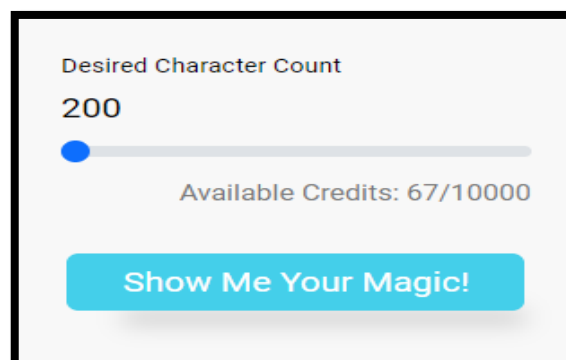 Desired Character Count
200
Available Credits: 67/10000
Show Me Your Magic!